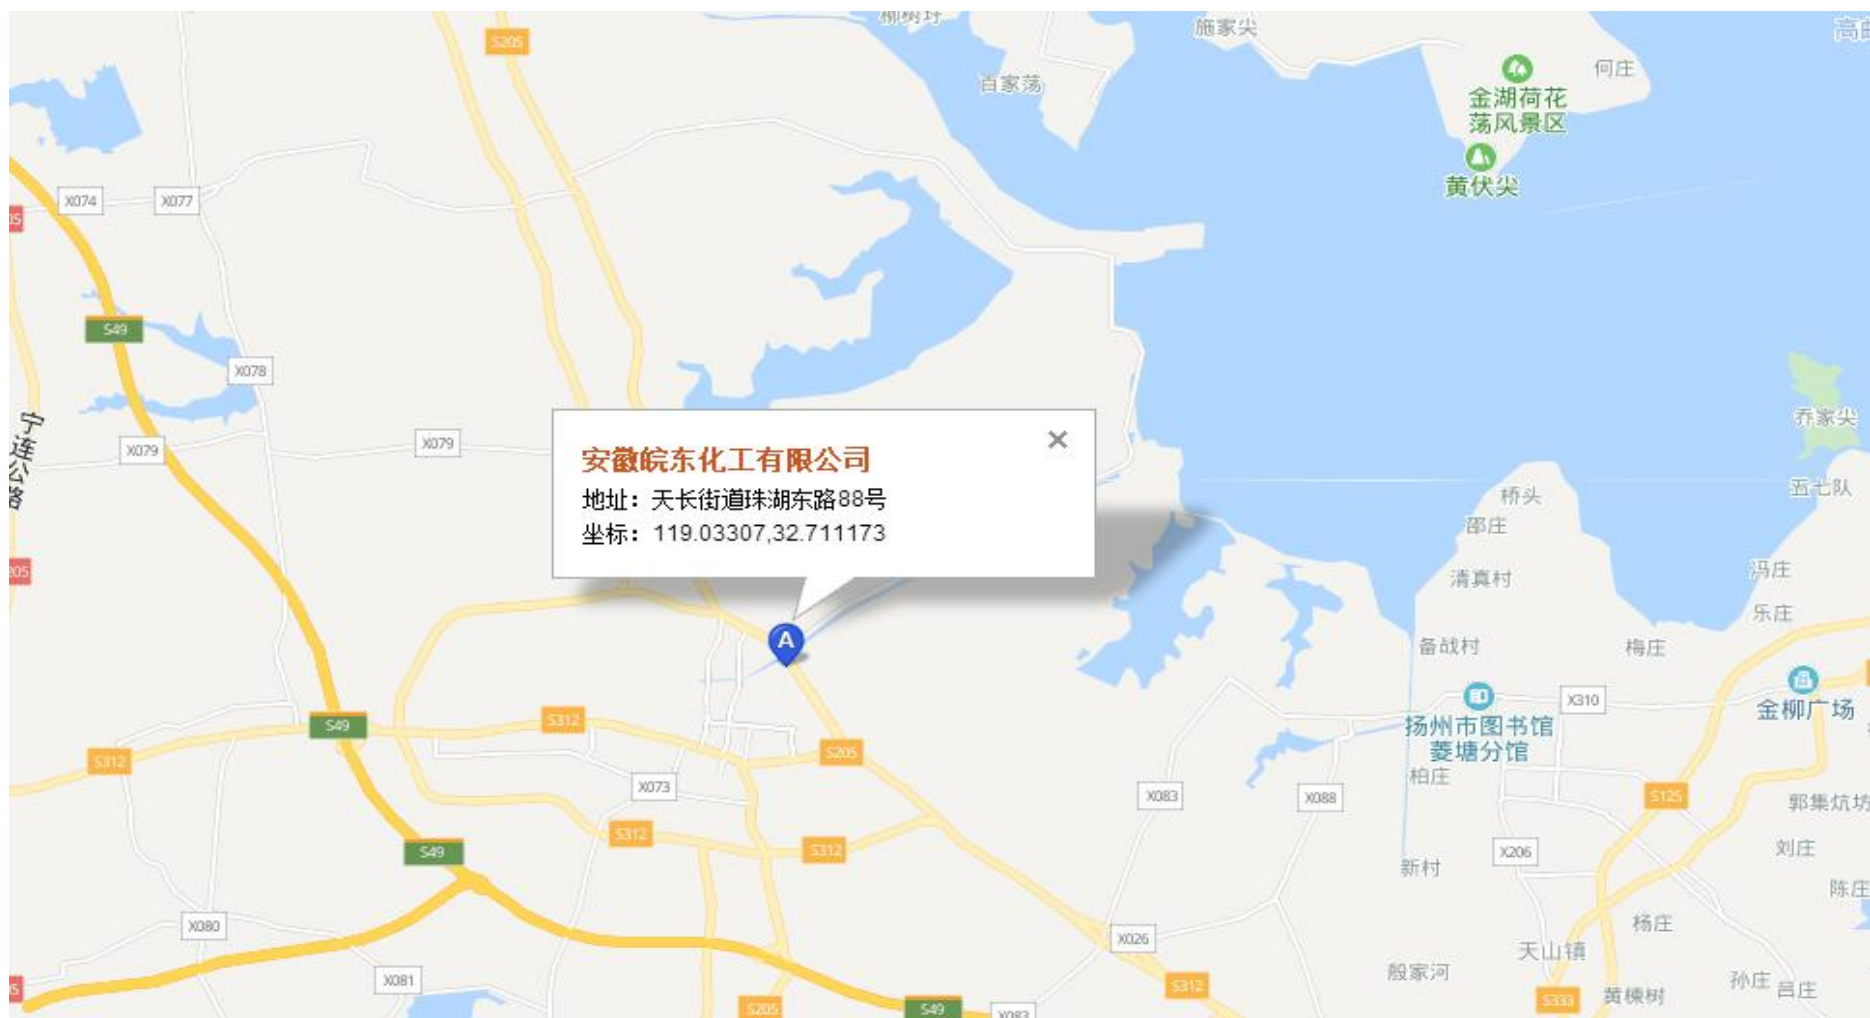 施家尖
S205
百家荡
何庄
金湖荷花
荡风景区
黄伏尖
X074
X077
S49
X078
宁连公路
X079
X079
乔家尖
安徽皖东化工有限公司
地址：天长街道珠湖东路88号
坐标：119.03307,32.711173
五七队
桥头
邵庄
清真村
冯庄
乐庄
备战村
梅庄
A
X310
金柳广场
扬州市图书馆
菱塘分馆
S49
S312
S312
S205
柏庄
X073
X083
X088
S125
郭集炕坊
S312
S312
S49
刘庄
X206
新村
陈庄
X080
杨庄
X026
天山镇
X081
殷家河
孙庄
吕庄
S312
S333
黄楝树
S205
S49
X083